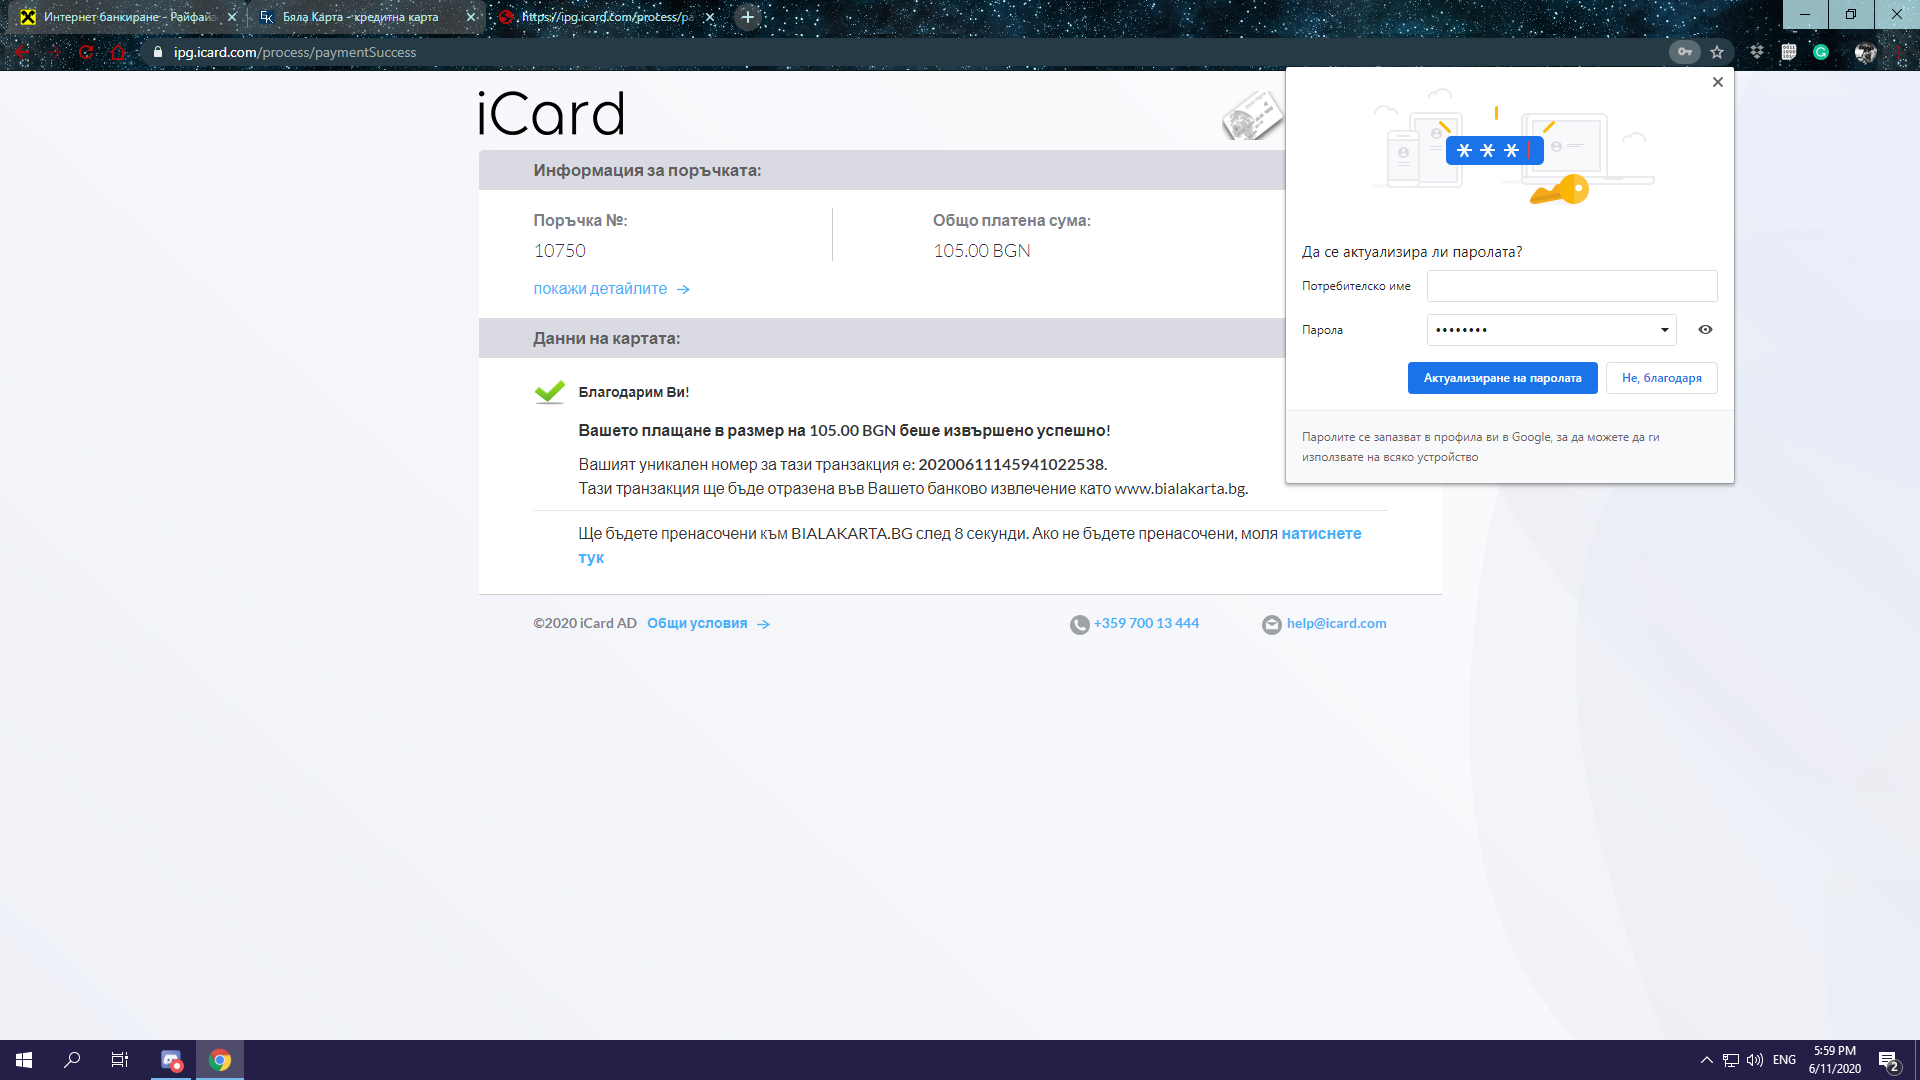 Интернет банкиране - Райфайз
Бяла Карта - кредитна карта
https://ipg.icard.com/process/pa
ipg.icard.com/process/paymentSuccess
iCard
Информация за поръчката:
Поръчка №:
Общо платена сума:
10750
105.00 BGN
покажи детайлите →
Данни на картата:
Благодарим Ви!
Вашето плащане в размер на 105.00 BGN беше извършено успешно!
Вашият уникален номер за тази транзакция е: 20200611145941022538.
Тази транзакция ще бъде отразена във Вашето банково извлечение като www.bialakarta.bg.
Ще бъдете пренасочени към BIALAKARTA.BG след 8 секунди. Ако не бъдете пренасочени, моля натиснете
тук
©2020 iCard AD Общи условия →
+359 700 13 444
help@icard.com
* * *
Да се актуализира ли паролата?
Потребителско име
Парола
••••••••
Актуализиране на паролата
Не, благодаря
Паролите се запазват в профила ви в Google, за да можете да ги
използвате на всяко устройство
ENG
5:59 PM
6/11/2020
2